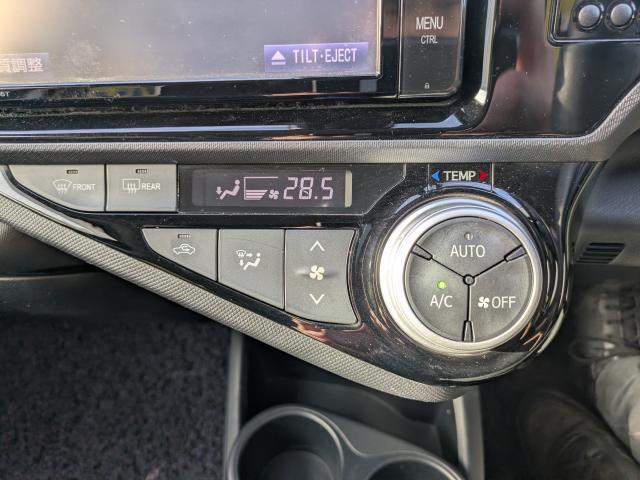 MENU
CTRL
質調整
TILT·EJECT
TEMP
FRONT
REAR
28.5
AUTO
A/C
OFF